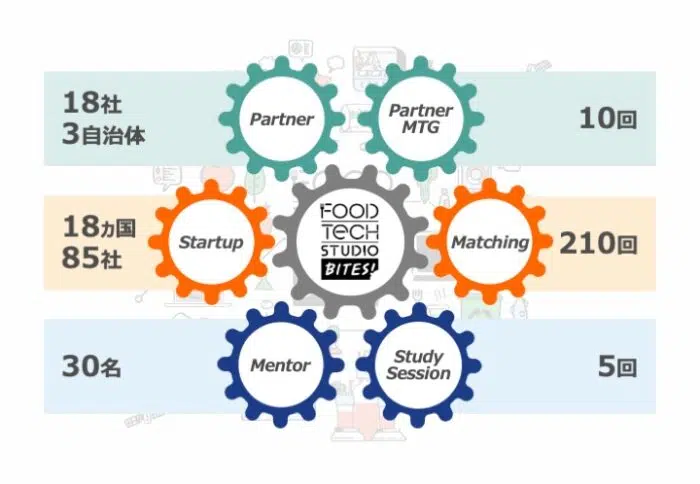 18社
3自治体
Partner
Partner
MTG
10回
18カ国
85社
Startup
FOOD
TECH
STUDIO
BITES!
Matching
210回
30名
Mentor
Study
Session
5回